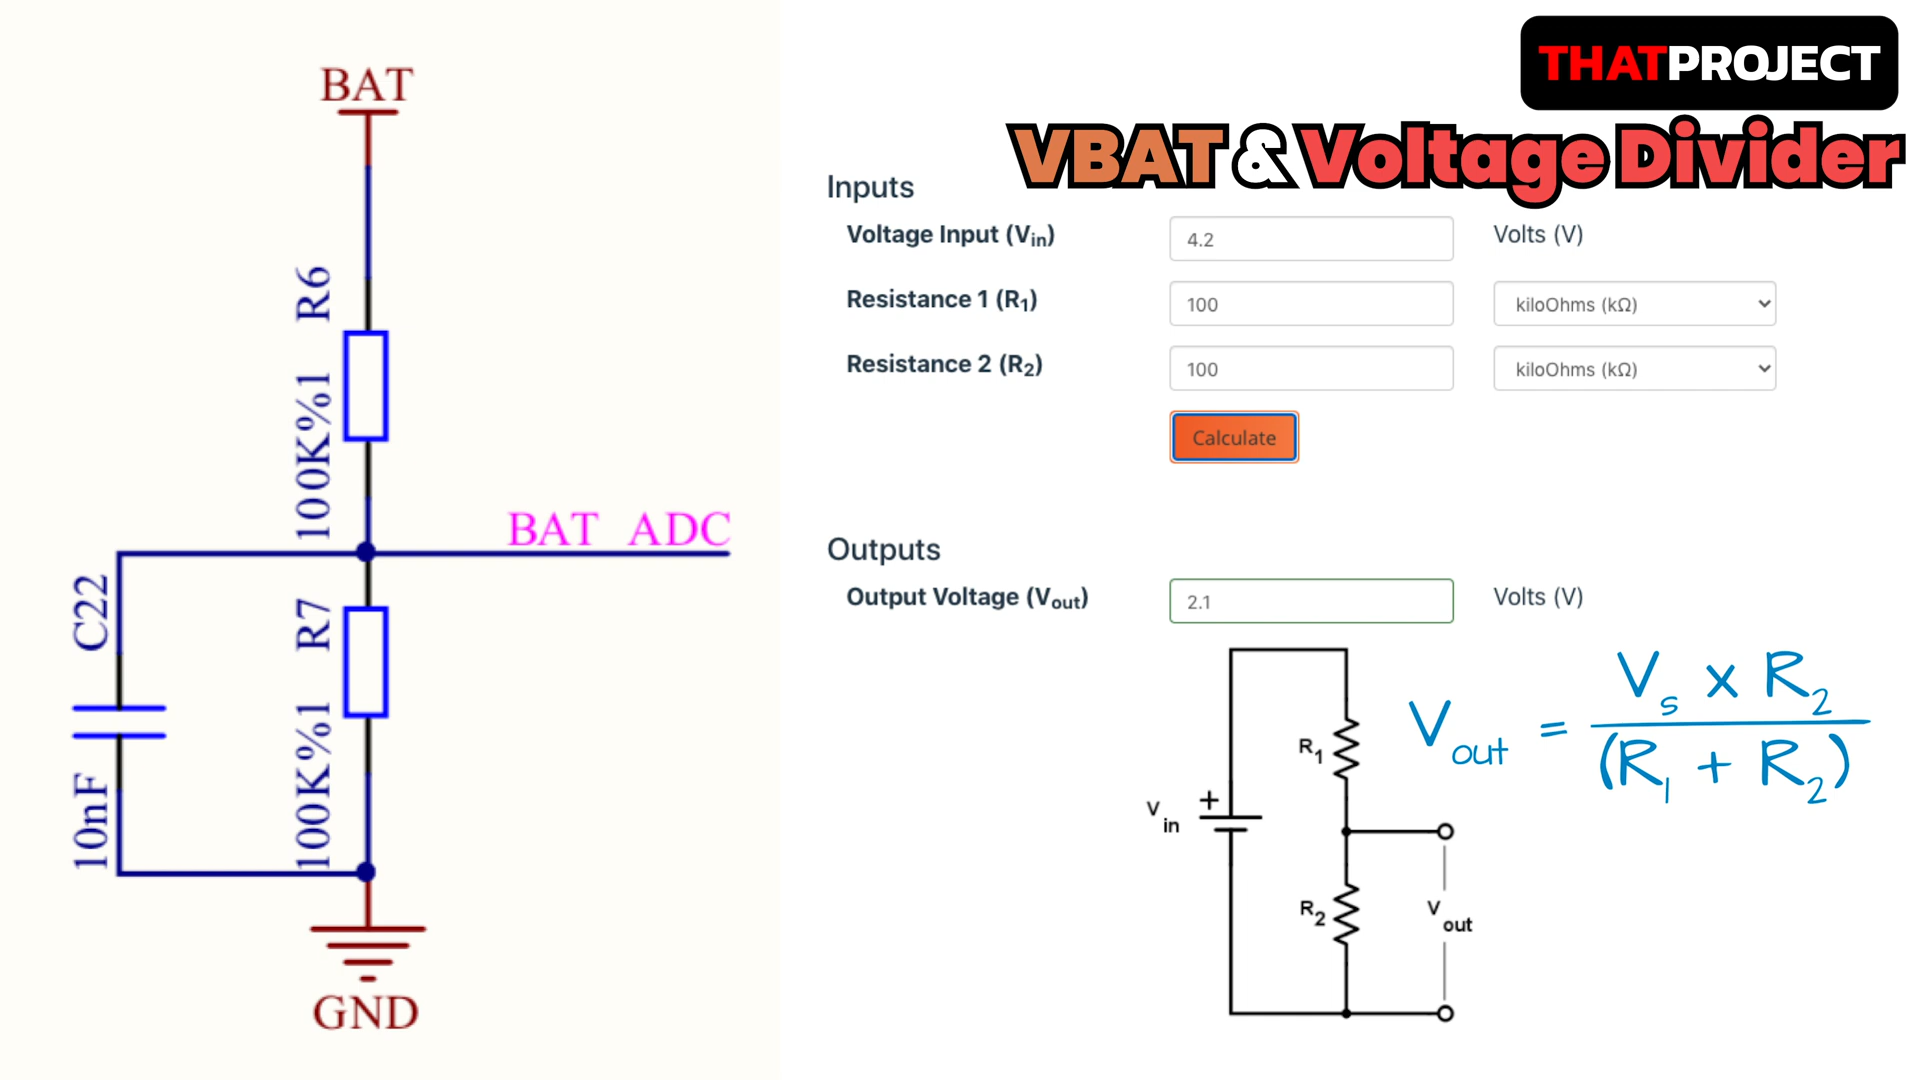 THATPROJECT
VBAT & Voltage Divider
BAT
R6
100K%1
BAT ADC
C22
10nF
R7
100K%1
GND
Inputs
Voltage Input (Vin) 4.2 Volts (V)
Resistance 1 (R1) 100 kiloOhms (kΩ)
Resistance 2 (R2) 100 kiloOhms (kΩ)
Calculate
Outputs
Output Voltage (Vout) 2.1 Volts (V)
Vin
+
R1
R2
Vout
Vout = Vs x R2
(R1 + R2)